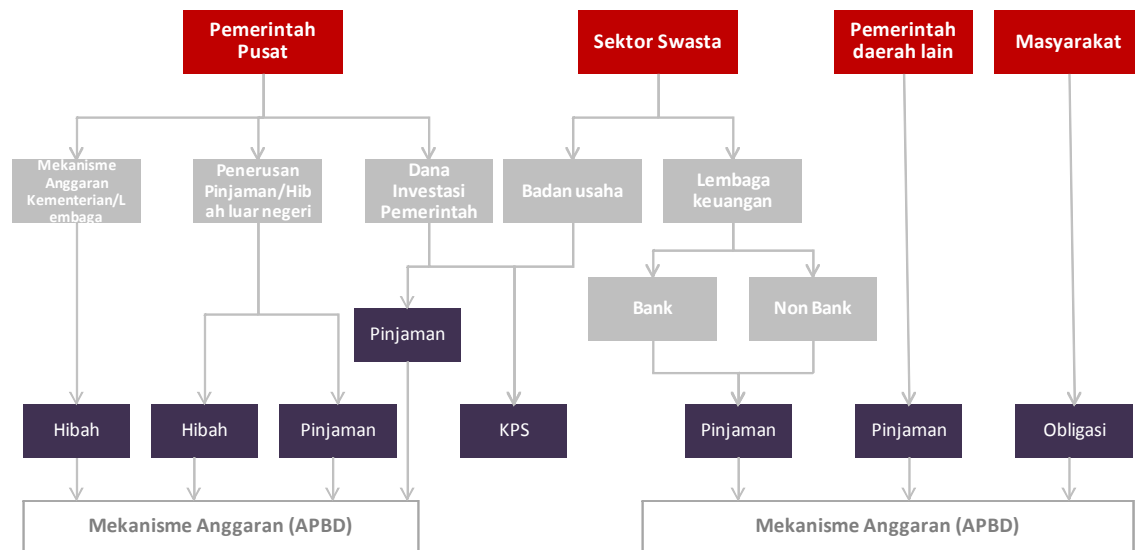 Pemerintah
Pusat
Sektor Swasta
Pemerintah
daerah lain
Masyarakat
Mekanisme
Anggaran
Kementerian/L
embaga
Penerusan
Pinjaman/Hib
ah luar negeri
Dana
Investasi
Pemerintah
Badan usaha
Lembaga
keuangan
Bank
Non Bank
Pinjaman
Hibah
Hibah
Pinjaman
KPS
Pinjaman
Pinjaman
Obligasi
Mekanisme Anggaran (APBD)
Mekanisme Anggaran (APBD)